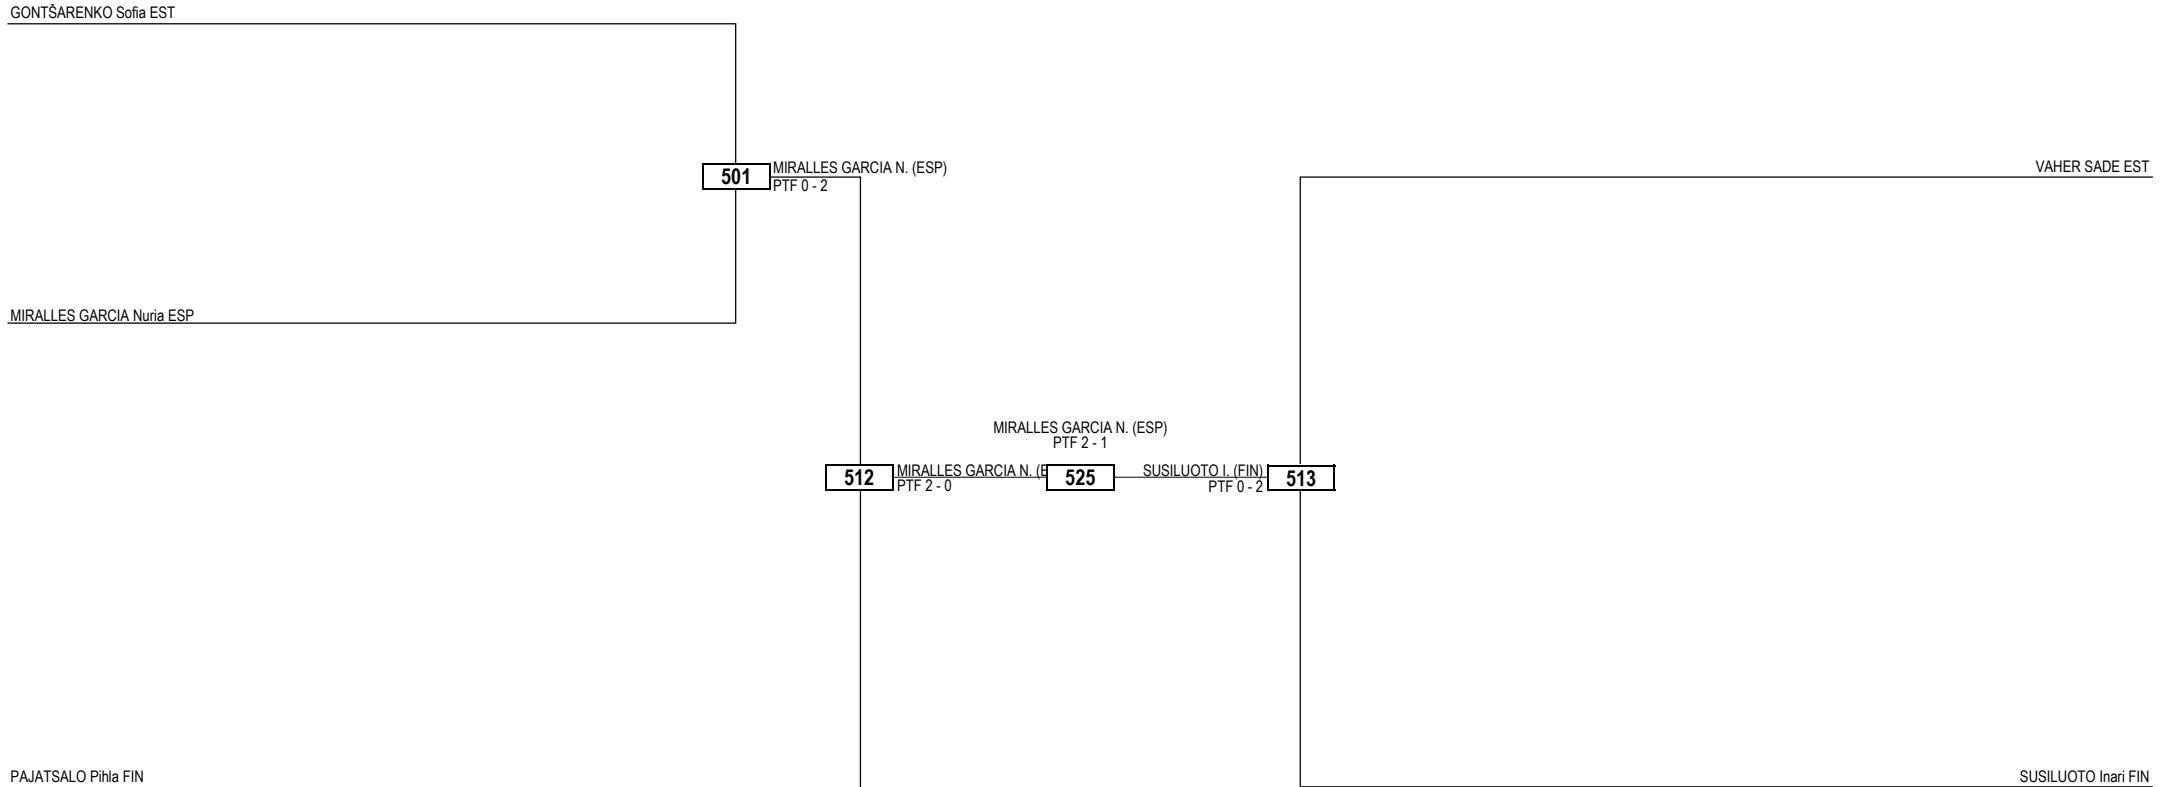 GONTŠARENKO Sofia EST
501
MIRALLES GARCIA N. (ESP)
PTF 0 - 2
VAHER SADE EST
MIRALLES GARCIA Nuria ESP
MIRALLES GARCIA N. (ESP)
PTF 2 - 1
512
MIRALLES GARCIA N. (E
PTF 2 - 0
525
SUSILUOTO I. (FIN)
PTF 0 - 2
513
PAJATSALO Pihla FIN
SUSILUOTO Inari FIN